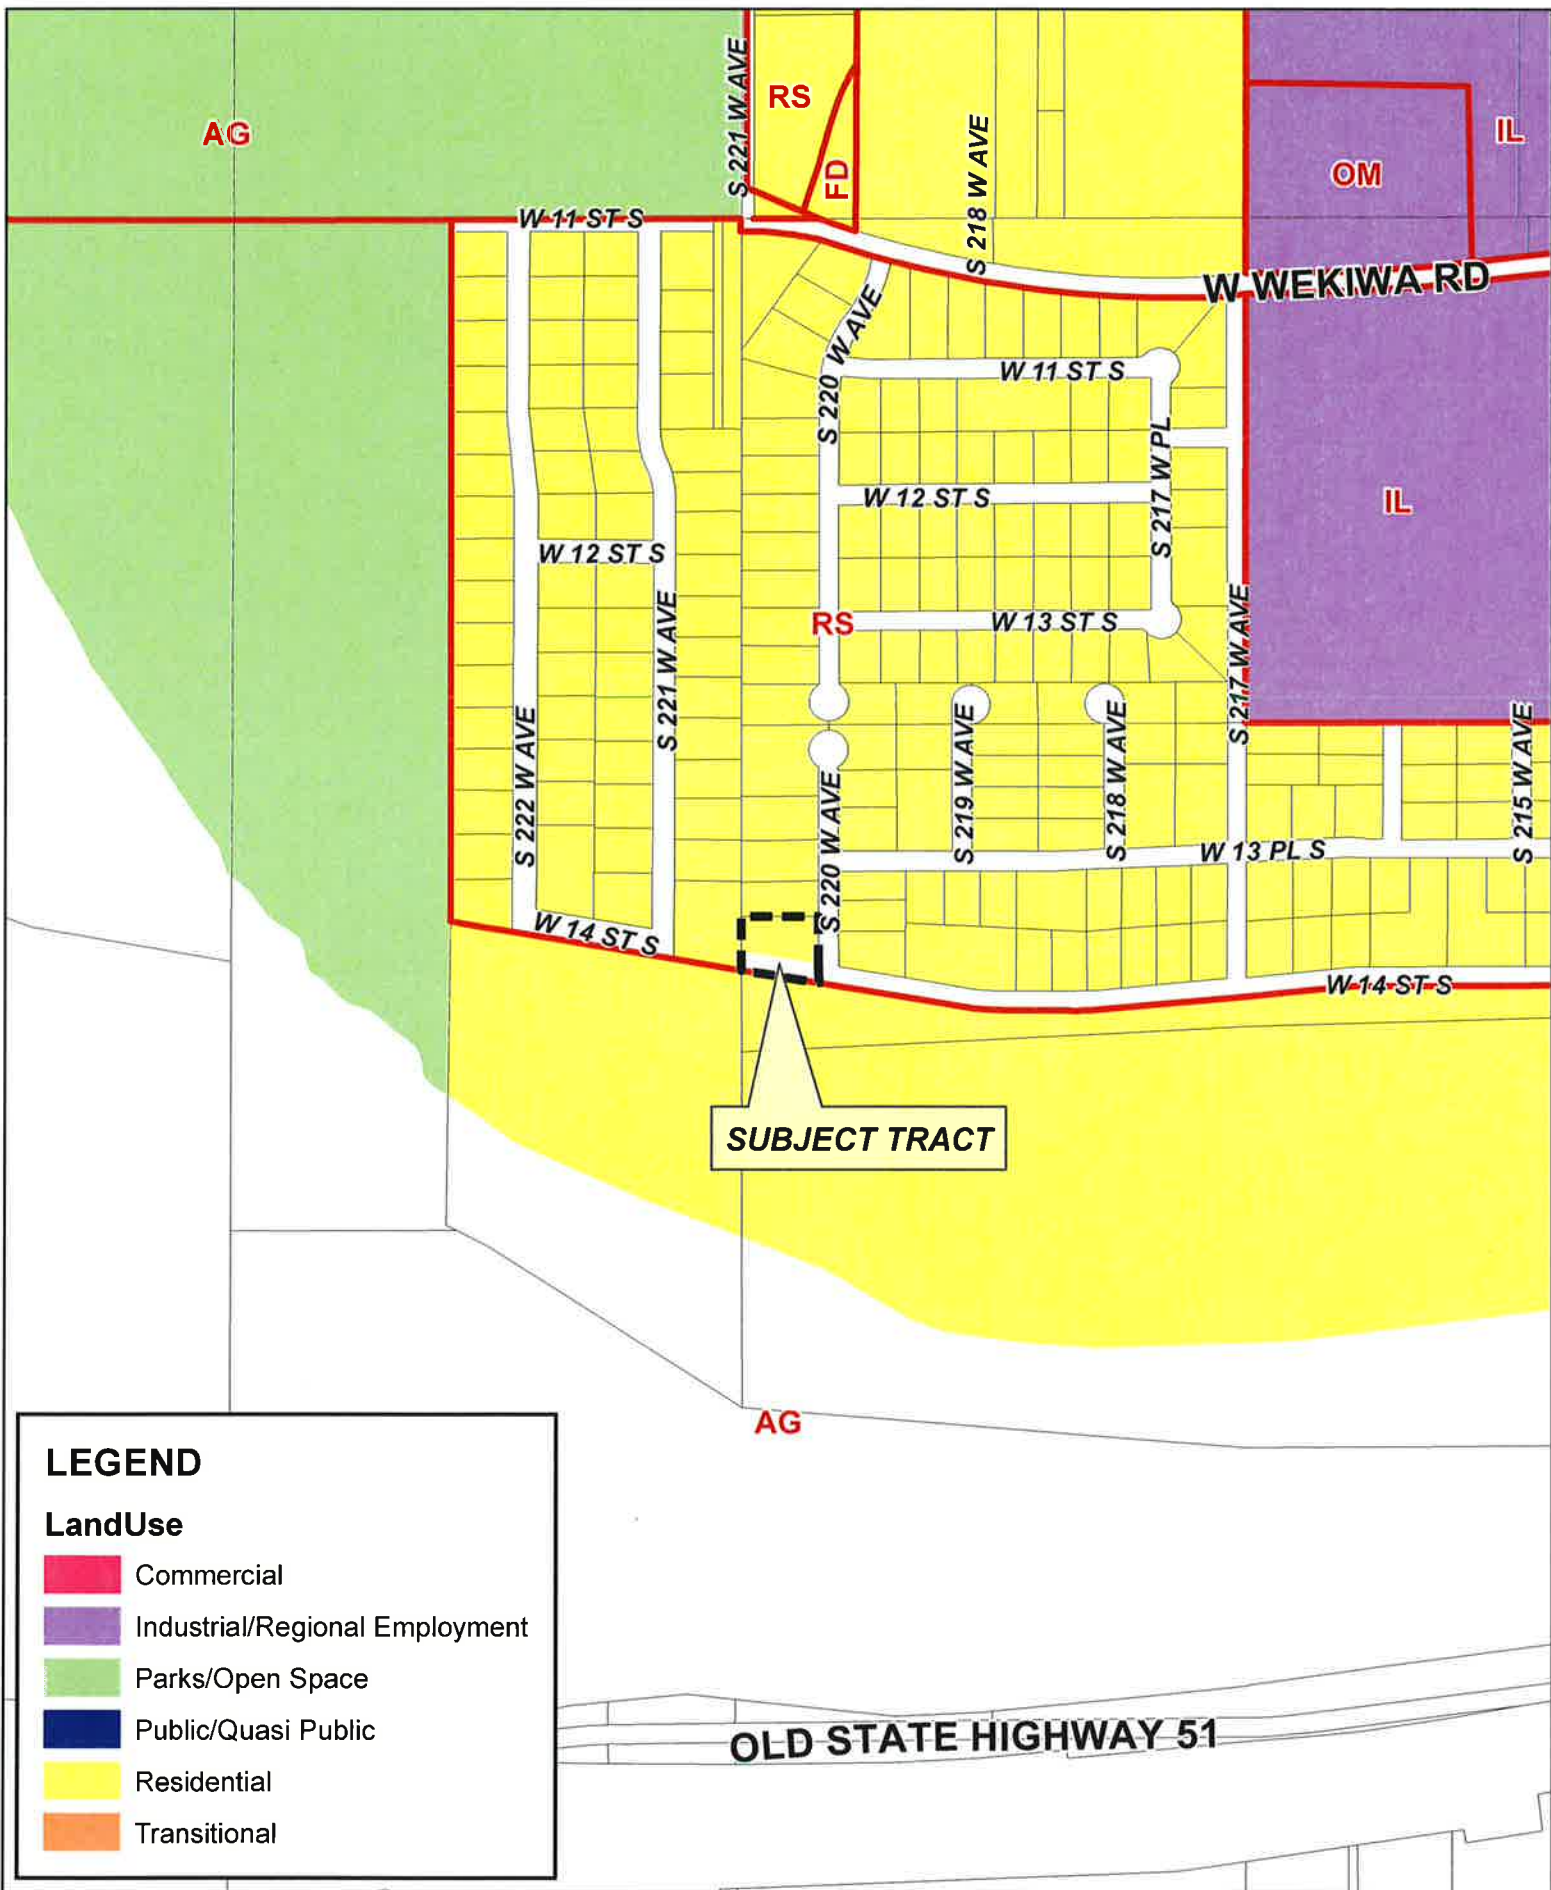 S 221 W AVE
RS
AG
FD
S 218 W AVE
IL
OM
W 11 ST S
W WEKIWA RD
S 220 W AVE
W 11 ST S
S 217 W PL
W 12 ST S
IL
W 12 ST S
RS
W 13 ST S
S 221 W AVE
S 217 W AVE
S 222 W AVE
S 219 W AVE
S 218 W AVE
S 215 W AVE
S 220 W AVE
W 13 PL S
W 14 ST S
W 14 ST S
SUBJECT TRACT
AG
LEGEND
LandUse
Commercial
Industrial/Regional Employment
Parks/Open Space
Public/Quasi Public
Residential
Transitional
OLD STATE HIGHWAY 51